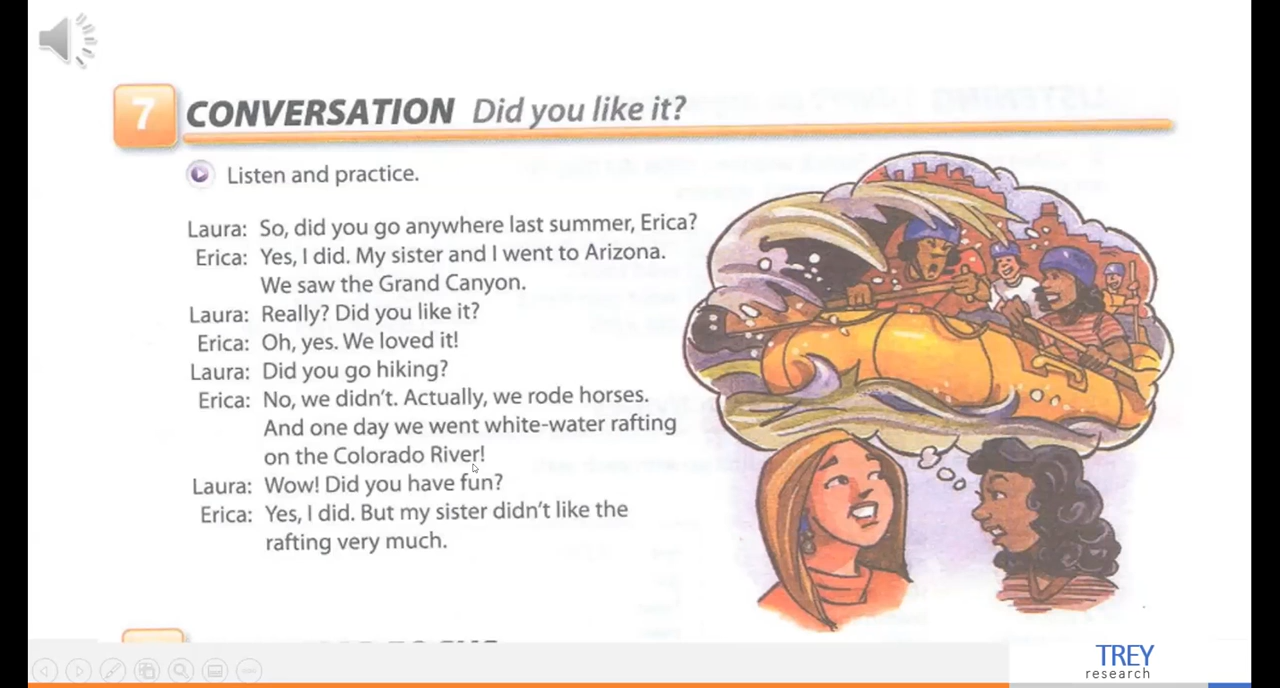 7 CONVERSATION Did you like it?
Listen and practice.
Laura: So, did you go anywhere last summer, Erica?
Erica: Yes, I did. My sister and I went to Arizona.
We saw the Grand Canyon.
Laura: Really? Did you like it?
Erica: Oh, yes. We loved it!
Laura: Did you go hiking?
Erica: No, we didn't. Actually, we rode horses.
And one day we went white-water rafting
on the Colorado River!
Laura: Wow! Did you have fun?
Erica: Yes, I did. But my sister didn't like the
rafting very much.
TREY
research